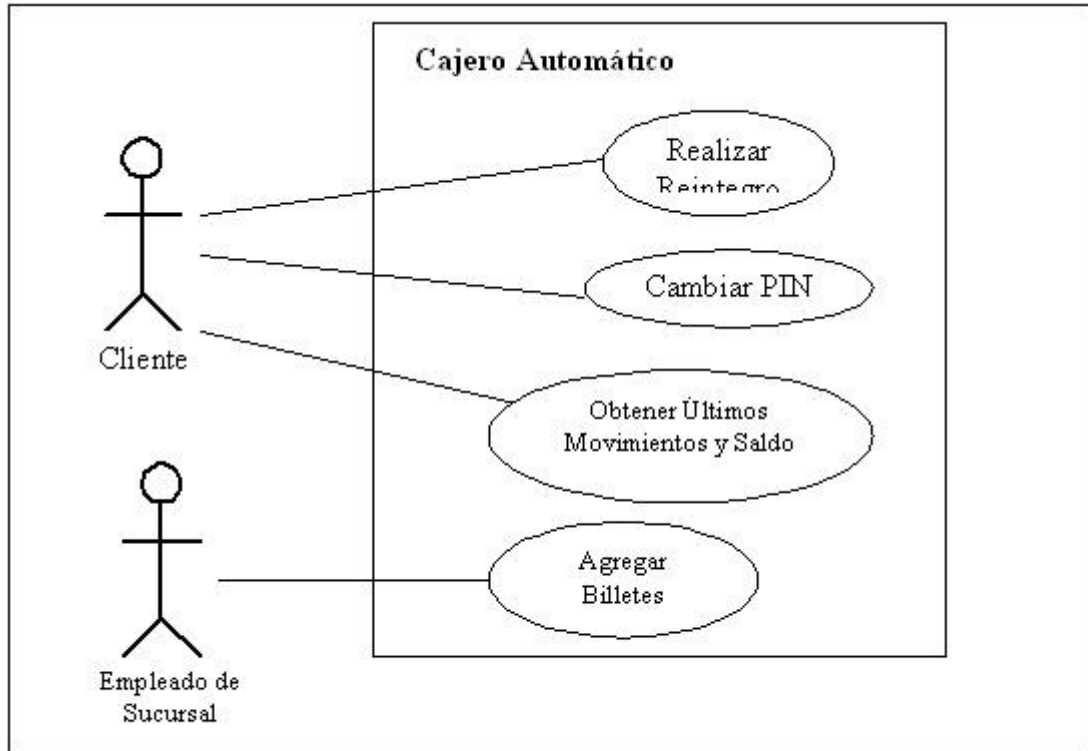 Cajero Automático
Realizar
Reintegro
Cambiar PIN
Cliente
Obtener Últimos
Movimientos y Saldo
Agregar
Billetes
Empleado de
Sucursal